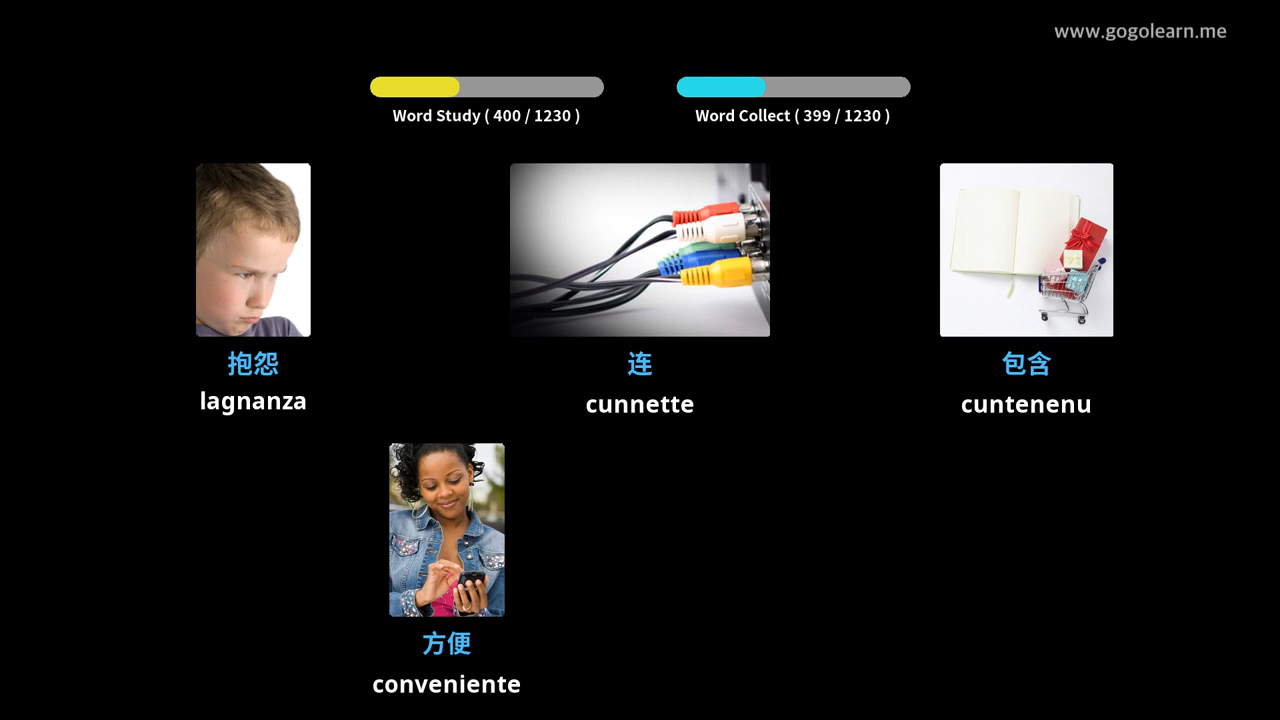 www.gogolearn.me
Word Study ( 400 / 1230 )
Word Collect ( 399 / 1230 )
抱怨
lagnanza
连
cunnette
包含
cuntenenu
方便
conveniente